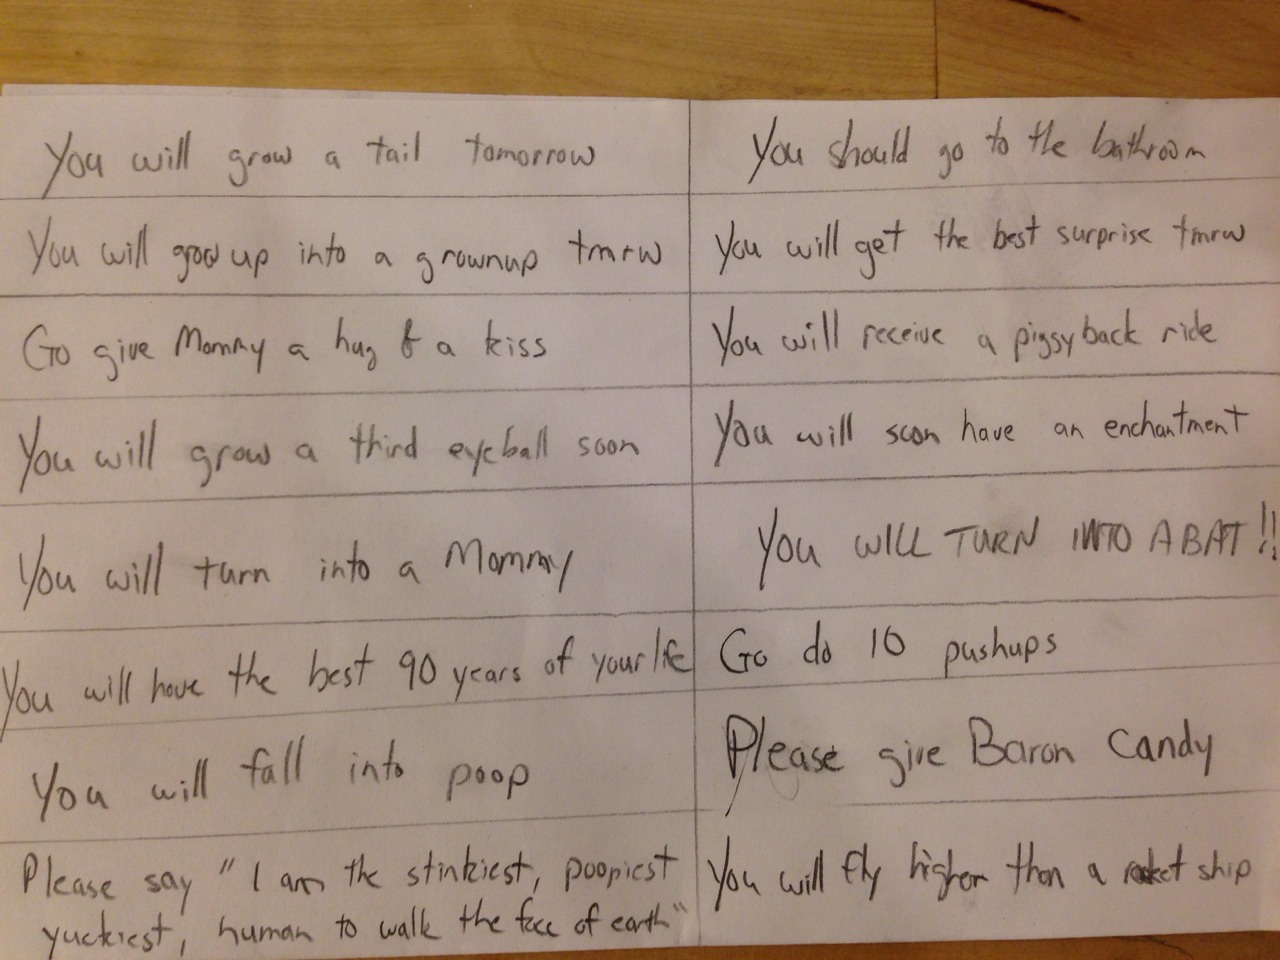 You will grow a tail tomorrow
You will grow up into a grownup tmrw
Go give Mommy a hug & a kiss
You will grow a third eyeball soon
You will turn into a Mommy
You will have the best 90 years of your life
You will fall into poop
Please say "I am the stinkiest, poopiest
yuckiest, human to walk the face of earth"
You should go to the bathroom
You will get the best surprise tmrw
You will receive a piggyback ride
You will soon have an enchantment
YOU WILL TURN INTO A BAT!!
Go do 10 pushups
Please give Baron Candy
You will fly higher than a rocket ship